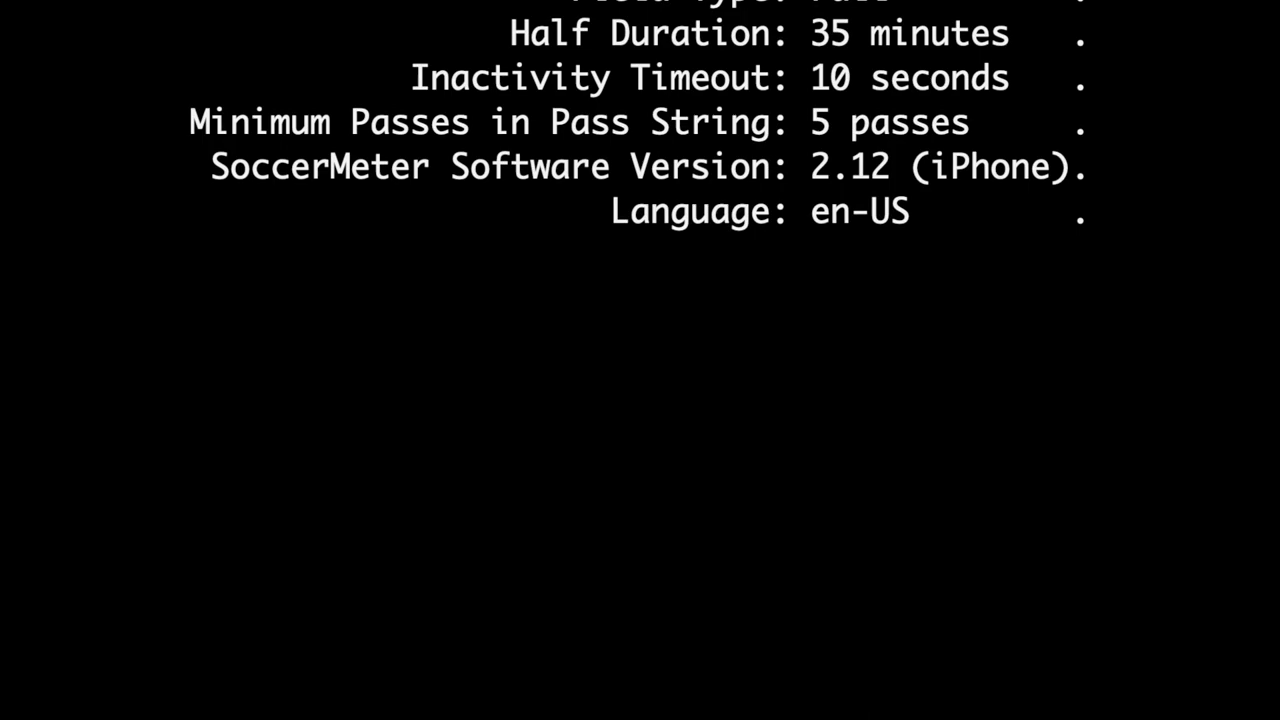 Half Duration: 35 minutes .
Inactivity Timeout: 10 seconds .
Minimum Passes in Pass String: 5 passes .
SoccerMeter Software Version: 2.12 (iPhone).
Language: en-US .